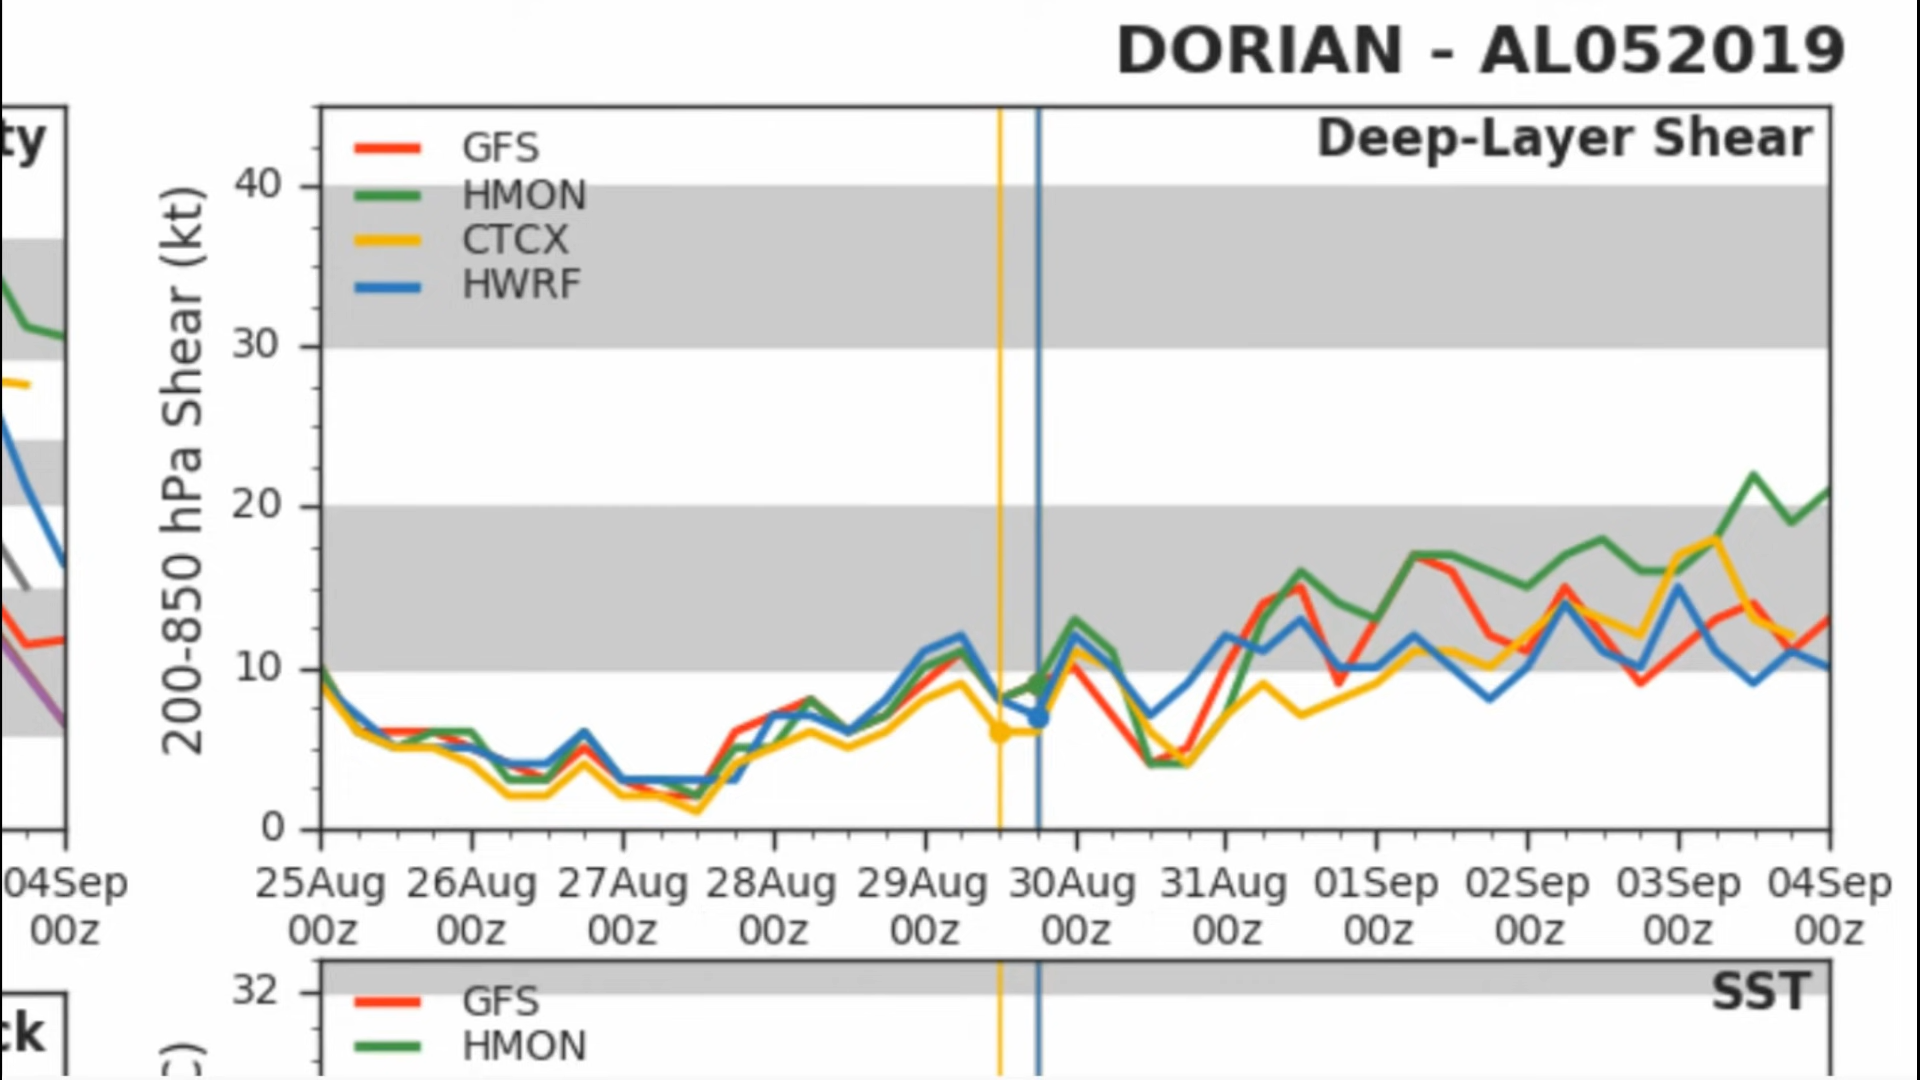 DORIAN - AL052019
ty
Deep-Layer Shear
GFS
HMON
CTCX
HWRF
200-850 hPa Shear (kt)
40
30
20
10
0
04Sep
00z
25Aug 26Aug 27Aug 28Aug 29Aug 30Aug 31Aug 01Sep 02Sep 03Sep 04Sep
00z 00z 00z 00z 00z 00z 00z 00z 00z 00z 00z
ck
32
SST
GFS
HMON